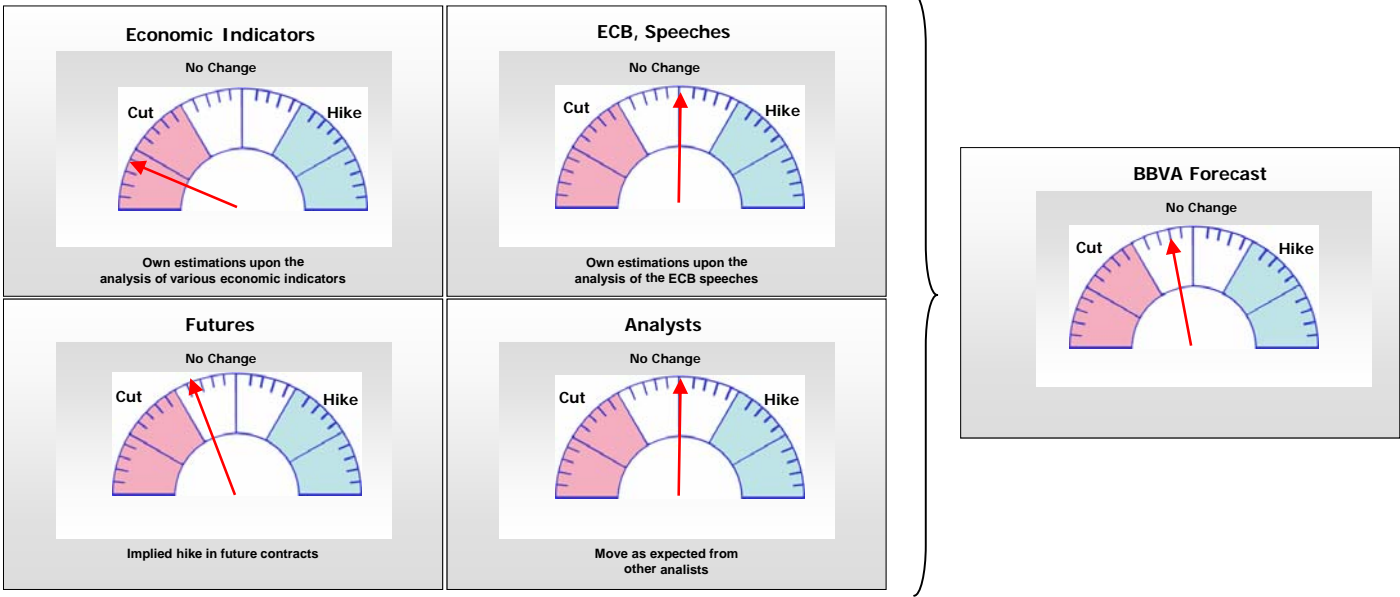 Economic Indicators
No Change
Cut
Hike
Own estimations upon the
analysis of various economic indicators
ECB, Speeches
No Change
Cut
Hike
Own estimations upon the
analysis of the ECB speeches
Futures
No Change
Cut
Hike
Implied hike in future contracts
Analysts
No Change
Cut
Hike
Move as expected from
other analists
BBVA Forecast
No Change
Cut
Hike